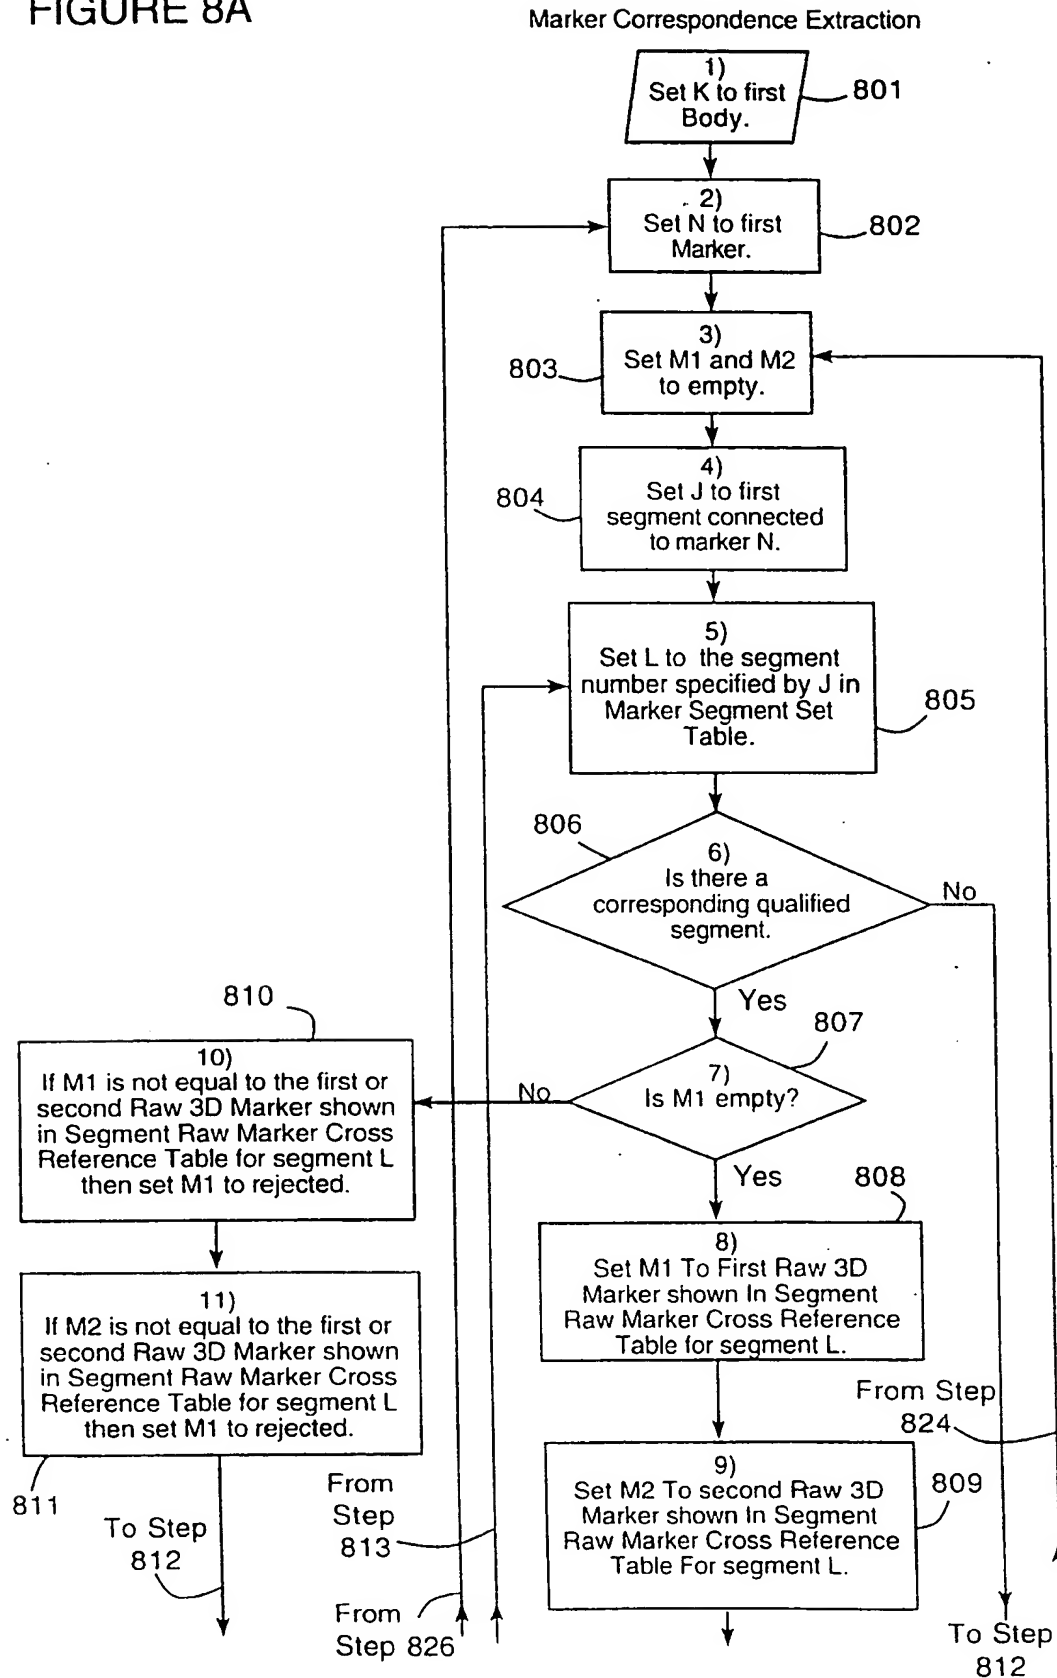 FIGURE 8A
Marker Correspondence Extraction
1)
Set K to first
Body.
801
2)
Set N to first
Marker.
802
3)
Set M1 and M2
to empty.
803
4)
Set J to first
segment connected
to marker N.
804
5)
Set L to the segment
number specified by J in
Marker Segment Set
Table.
805
806
6)
Is there a
corresponding qualified
segment.
No
Yes
807
7)
Is M1 empty?
No
Yes
810
10)
If M1 is not equal to the first or
second Raw 3D Marker shown
in Segment Raw Marker Cross
Reference Table for segment L
then set M1 to rejected.
808
8)
Set M1 To First Raw 3D
Marker shown In Segment
Raw Marker Cross Reference
Table for segment L.
11)
If M2 is not equal to the first or
second Raw 3D Marker shown
in Segment Raw Marker Cross
Reference Table for segment L
then set M1 to rejected.
811
From Step
824
9)
Set M2 To second Raw 3D
Marker shown In Segment
Raw Marker Cross Reference
Table For segment L.
809
To Step
812
From
Step
813
From
Step 826
To Step
812